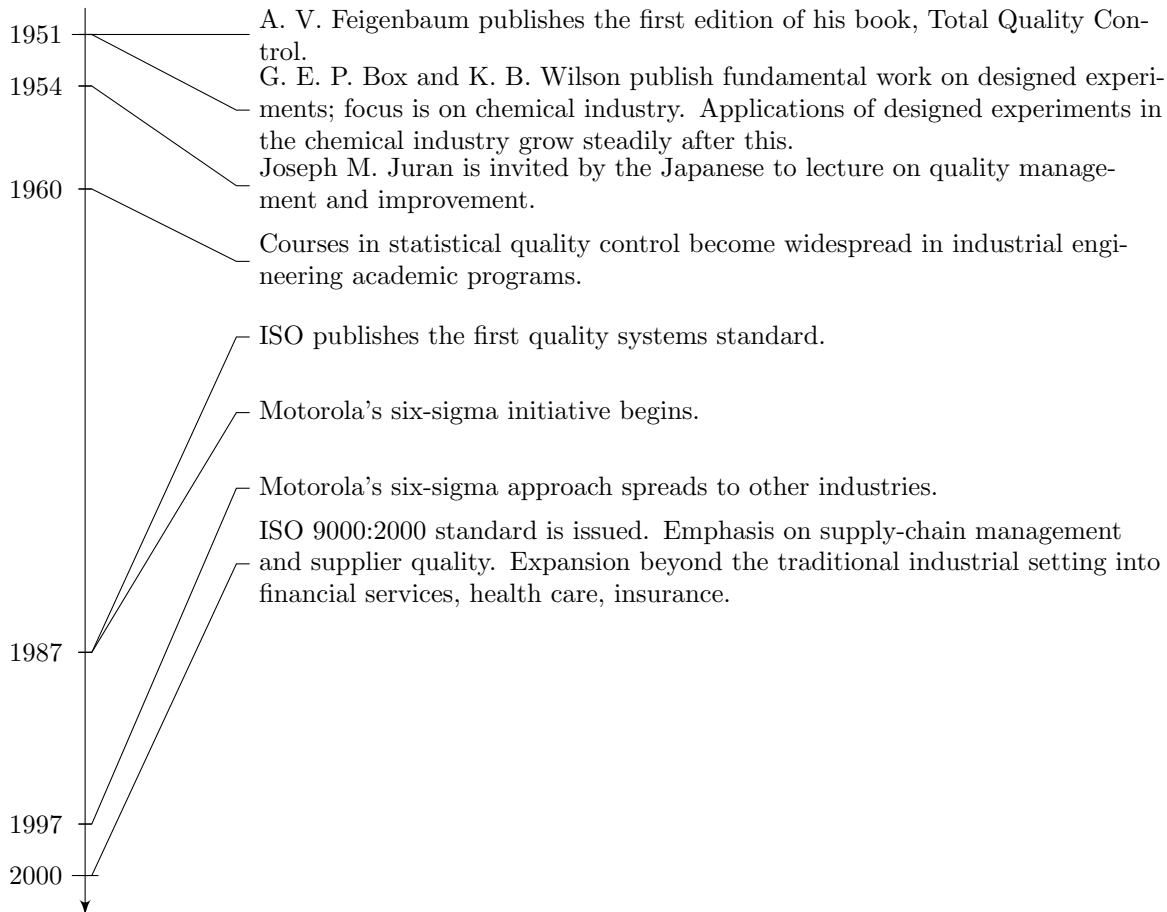 1951
A. V. Feigenbaum publishes the first edition of his book, Total Quality Con-
trol.
1954
G. E. P. Box and K. B. Wilson publish fundamental work on designed experi-
ments; focus is on chemical industry. Applications of designed experiments in
the chemical industry grow steadily after this.
Joseph M. Juran is invited by the Japanese to lecture on quality manage-
ment and improvement.
1960
Courses in statistical quality control become widespread in industrial engi-
neering academic programs.
ISO publishes the first quality systems standard.
Motorola's six-sigma initiative begins.
Motorola's six-sigma approach spreads to other industries.
ISO 9000:2000 standard is issued. Emphasis on supply-chain management
and supplier quality. Expansion beyond the traditional industrial setting into
financial services, health care, insurance.
1987
1997
2000